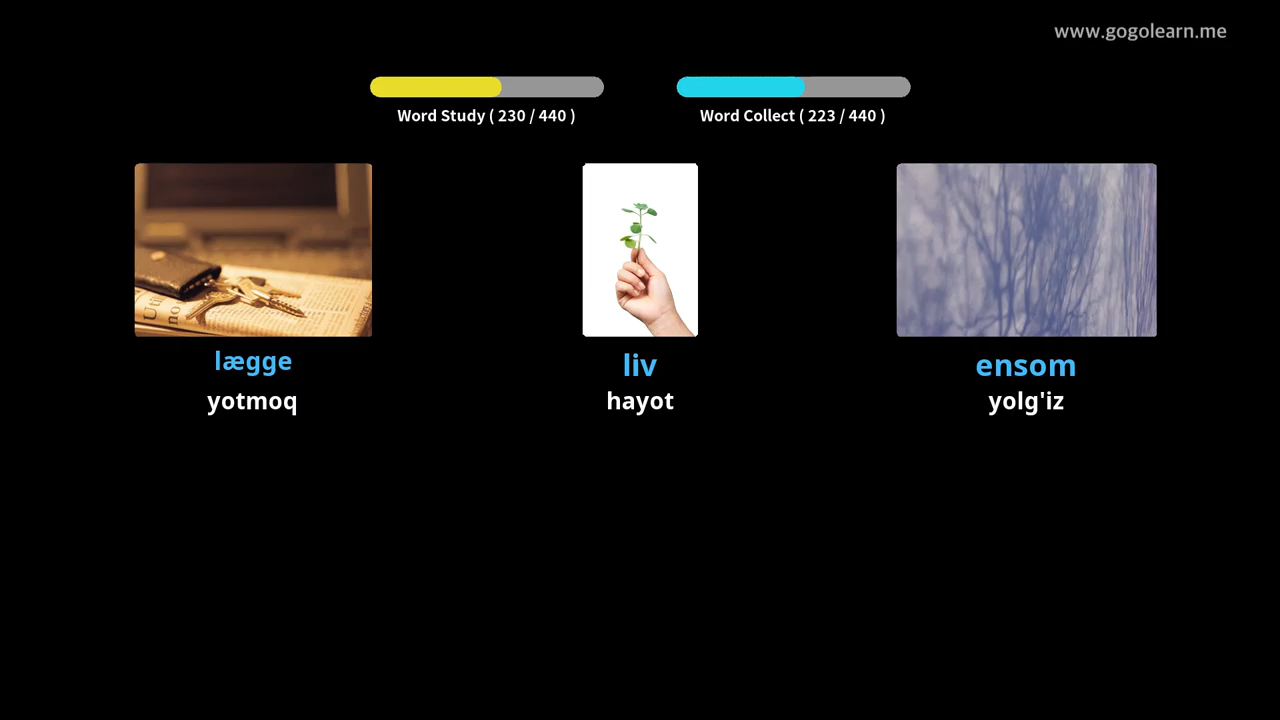 www.gogolearn.me
Word Study ( 230 / 440 )
Word Collect ( 223 / 440 )
lægge
yotmoq
liv
hayot
ensom
yolg'iz